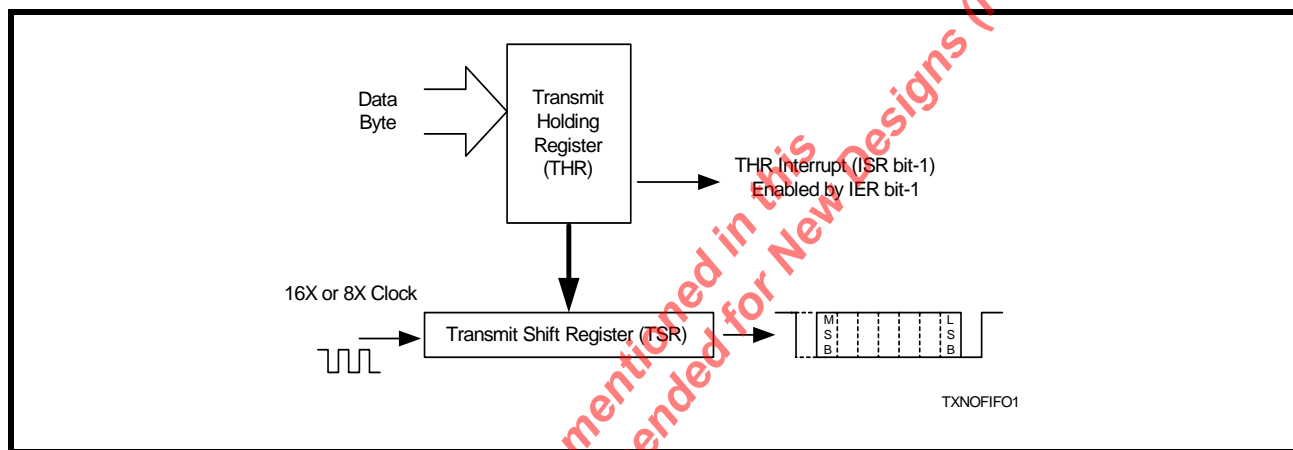 Data
Byte
Transmit
Holding
Register
(THR)
THR Interrupt (ISR bit-1)
Enabled by IER bit-1
16X or 8X Clock
Transmit Shift Register (TSR)
M
S
B
L
S
B
TXNOFIFO1
mentioned in this
ended for New Designs (